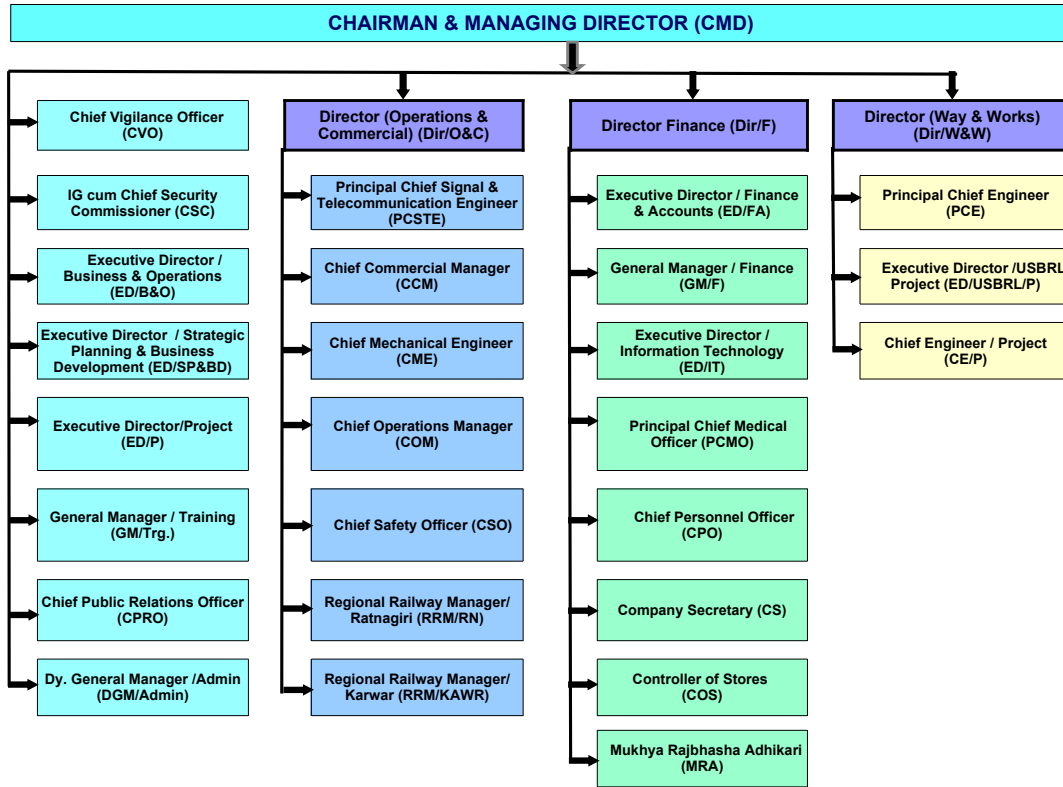 CHAIRMAN & MANAGING DIRECTOR (CMD)
Chief Vigilance Officer
(CVO)
IG cum Chief Security
Commissioner (CSC)
Executive Director /
Business & Operations
(ED/B&O)
Executive Director / Strategic
Planning & Business
Development (ED/SP&BD)
Executive Director/Project
(ED/P)
General Manager / Training
(GM/Trg.)
Chief Public Relations Officer
(CPRO)
Dy. General Manager /Admin
(DGM/Admin)
Director (Operations &
Commercial) (Dir/O&C)
Principal Chief Signal &
Telecommunication Engineer
(PCSTE)
Chief Commercial Manager
(CCM)
Chief Mechanical Engineer
(CME)
Chief Operations Manager
(COM)
Chief Safety Officer (CSO)
Regional Railway Manager/
Ratnagiri (RRM/RN)
Regional Railway Manager/
Karwar (RRM/KAWR)
Director Finance (Dir/F)
Executive Director / Finance
& Accounts (ED/FA)
General Manager / Finance
(GM/F)
Executive Director /
Information Technology
(ED/IT)
Principal Chief Medical
Officer (PCMO)
Chief Personnel Officer
(CPO)
Company Secretary (CS)
Controller of Stores
(COS)
Mukhya Rajbhasha Adhikari
(MRA)
Director (Way & Works)
(Dir/W&W)
Principal Chief Engineer
(PCE)
Executive Director /USBRL
Project (ED/USBRL/P)
Chief Engineer / Project
(CE/P)